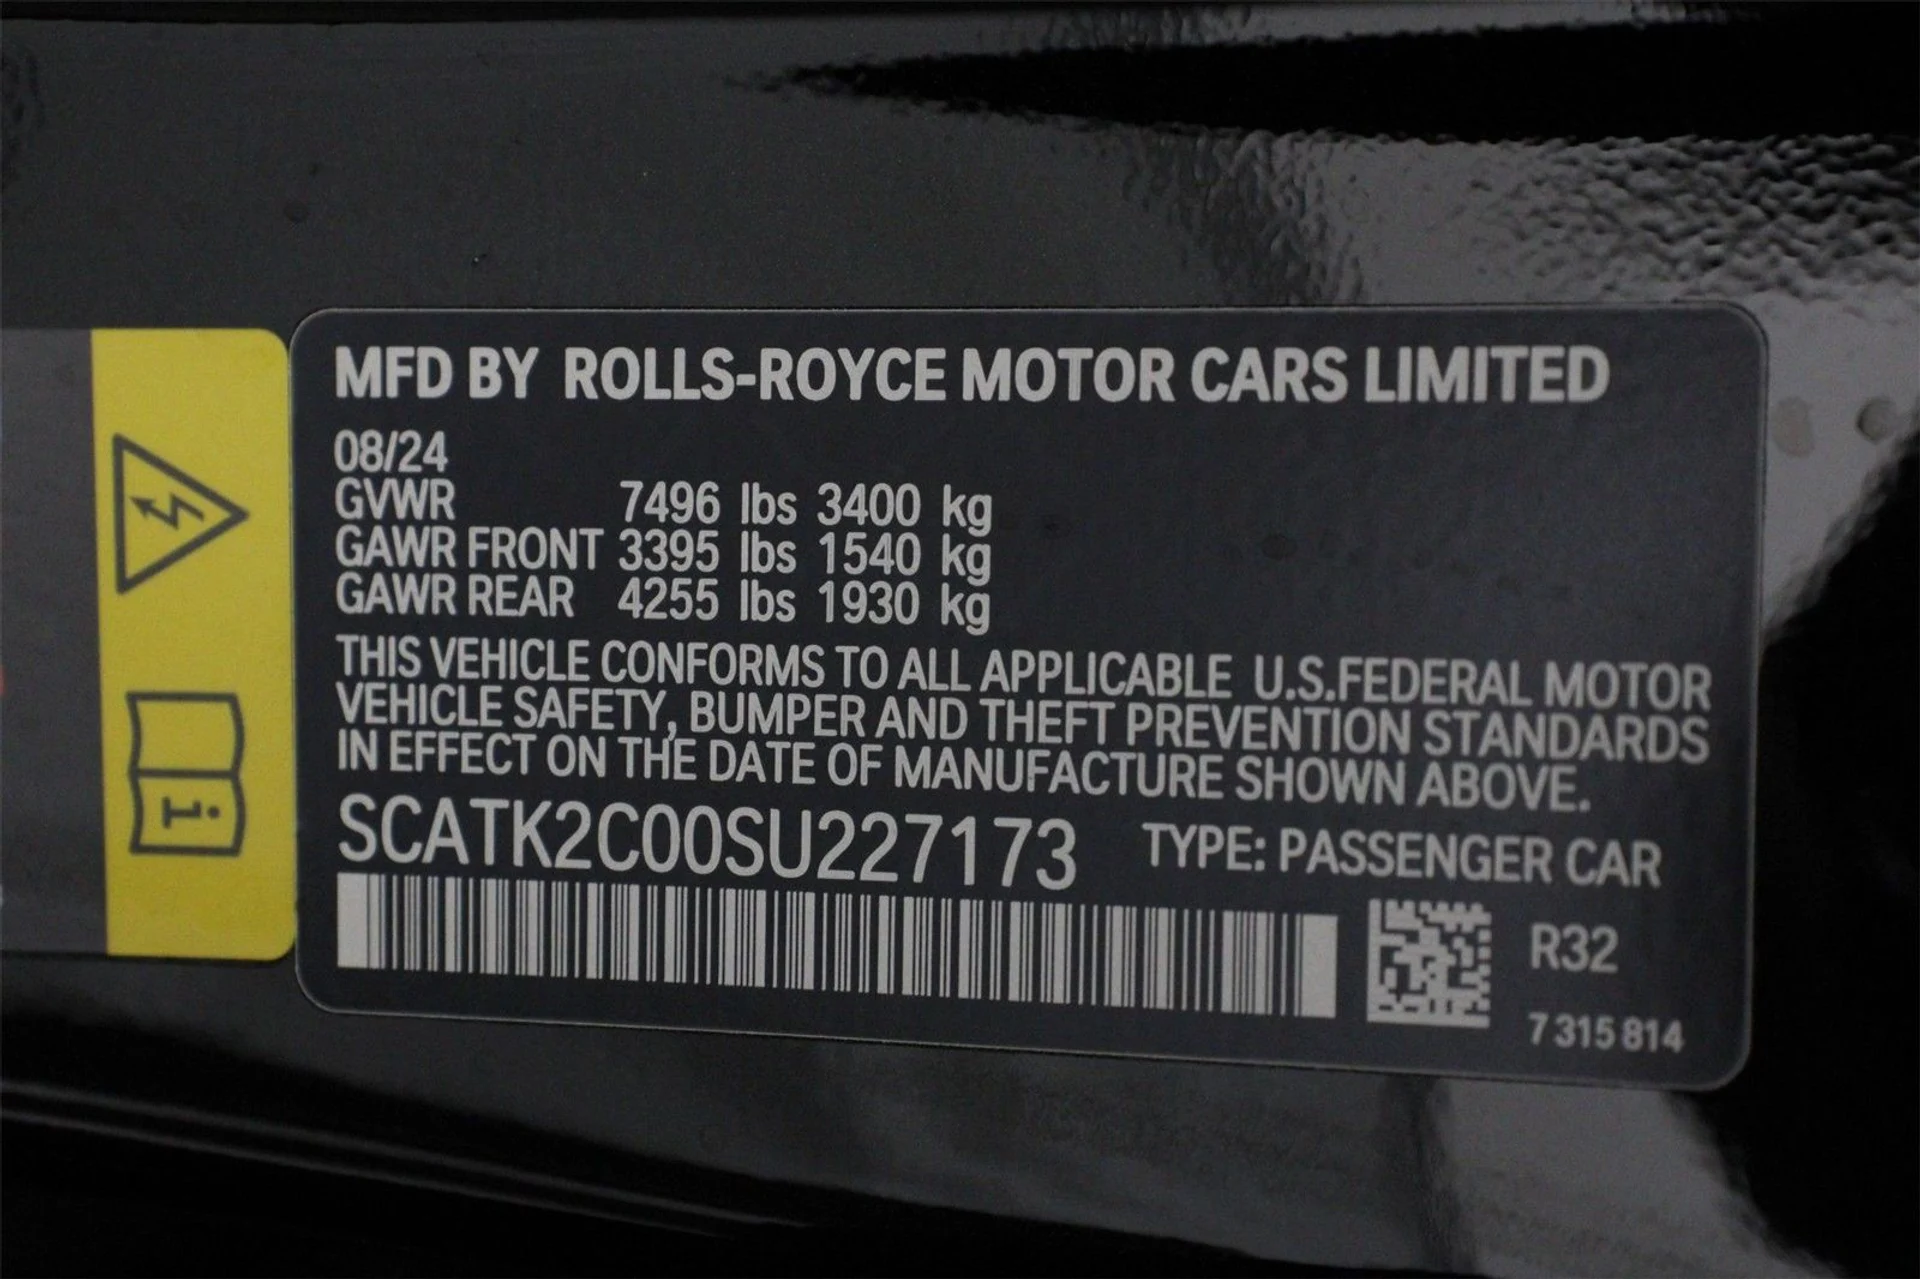 MFD BY ROLLS-ROYCE MOTOR CARS LIMITED
08/24
GVWR 7496 lbs 3400 kg
GAWR FRONT 3395 lbs 1540 kg
GAWR REAR 4255 lbs 1930 kg
THIS VEHICLE CONFORMS TO ALL APPLICABLE U.S.FEDERAL MOTOR
VEHICLE SAFETY, BUMPER AND THEFT PREVENTION STANDARDS
IN EFFECT ON THE DATE OF MANUFACTURE SHOWN ABOVE.
SCATK2C00SU227173 TYPE: PASSENGER CAR
R32
7 315 814
i